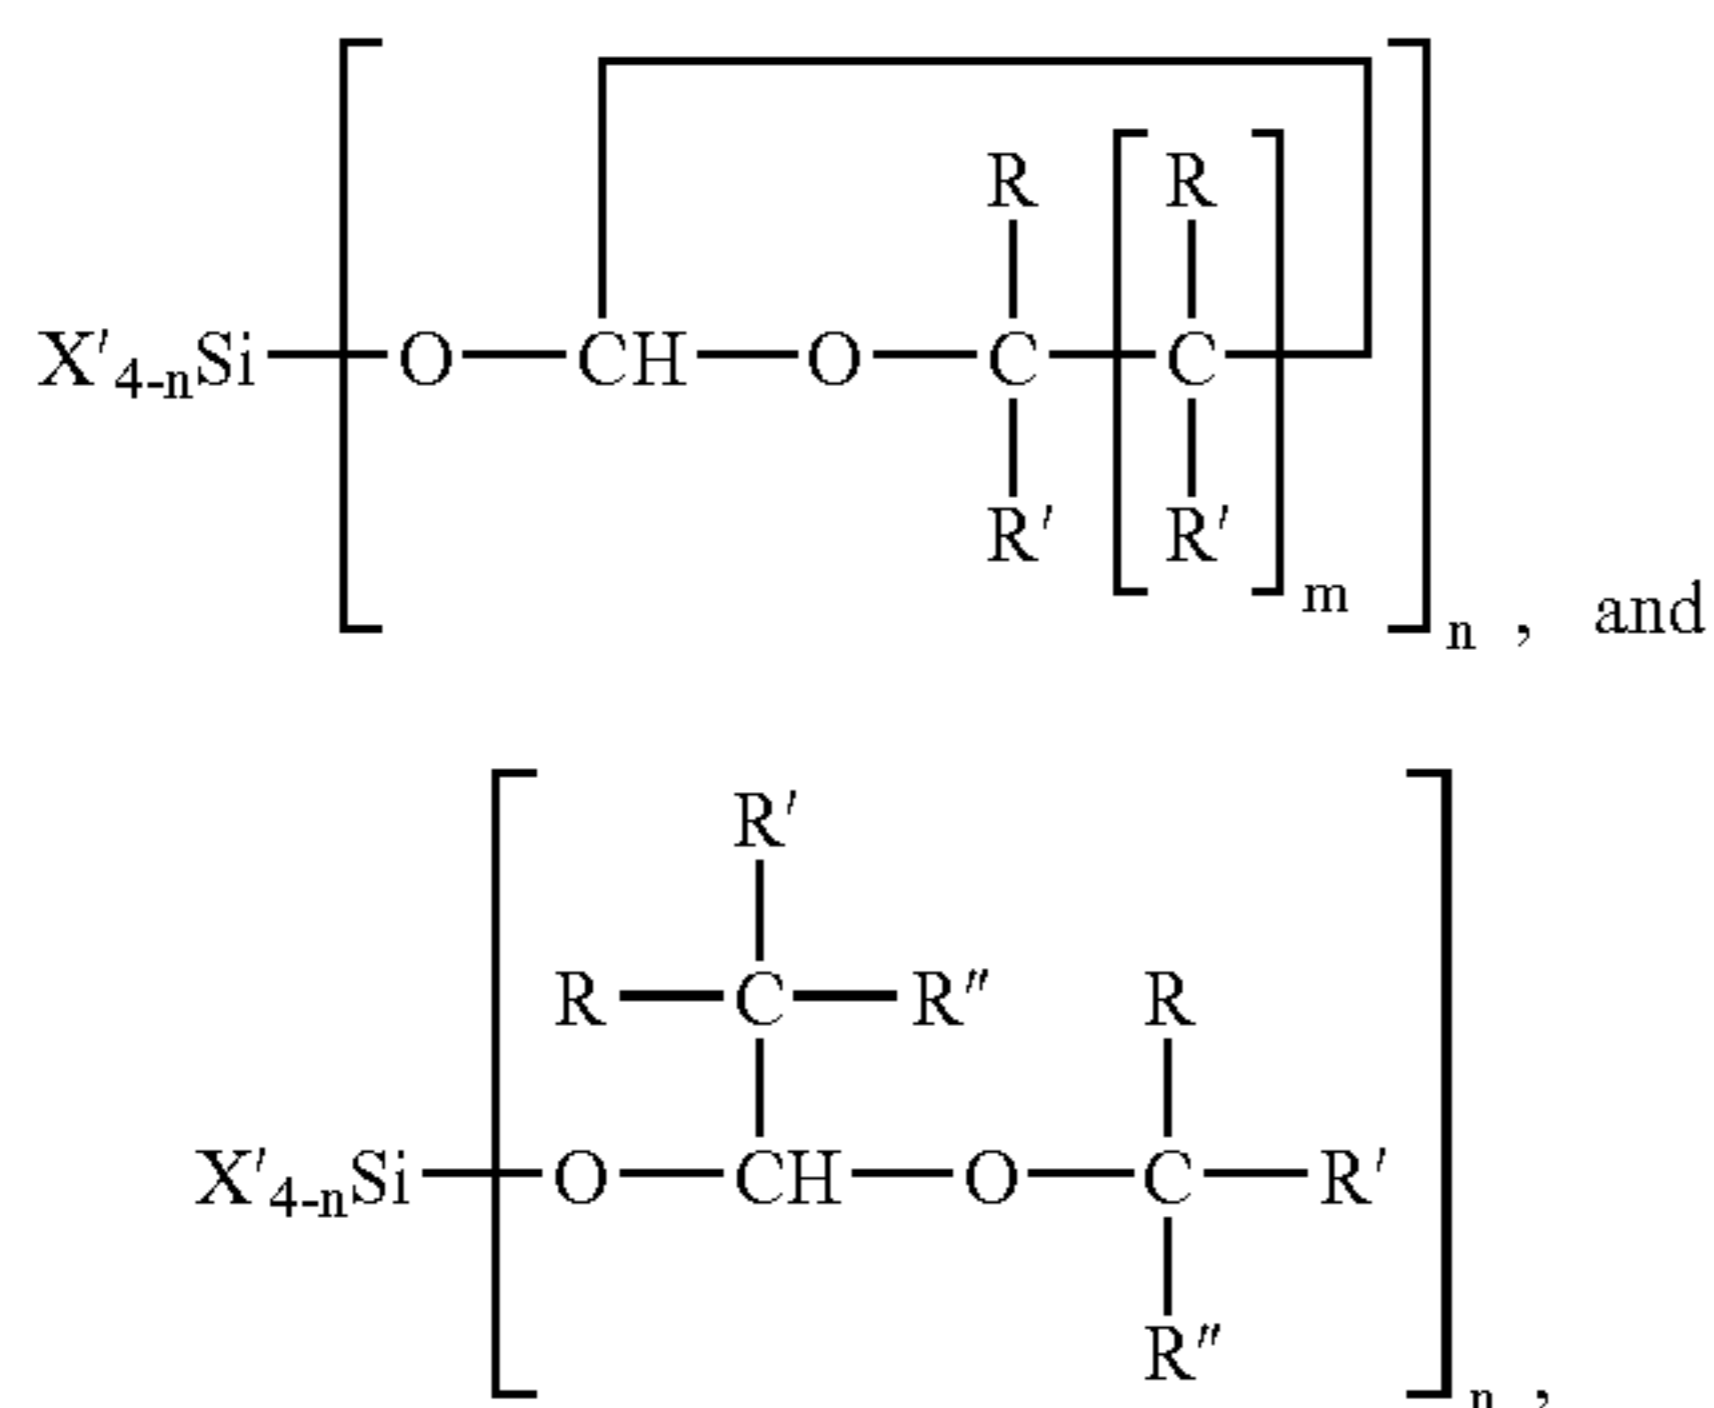 R R
X′4-nSi O CH O C C
R′ R′
m
n , and
R′
R C R″ R
X′4-nSi O CH O C R′
R″
n ,